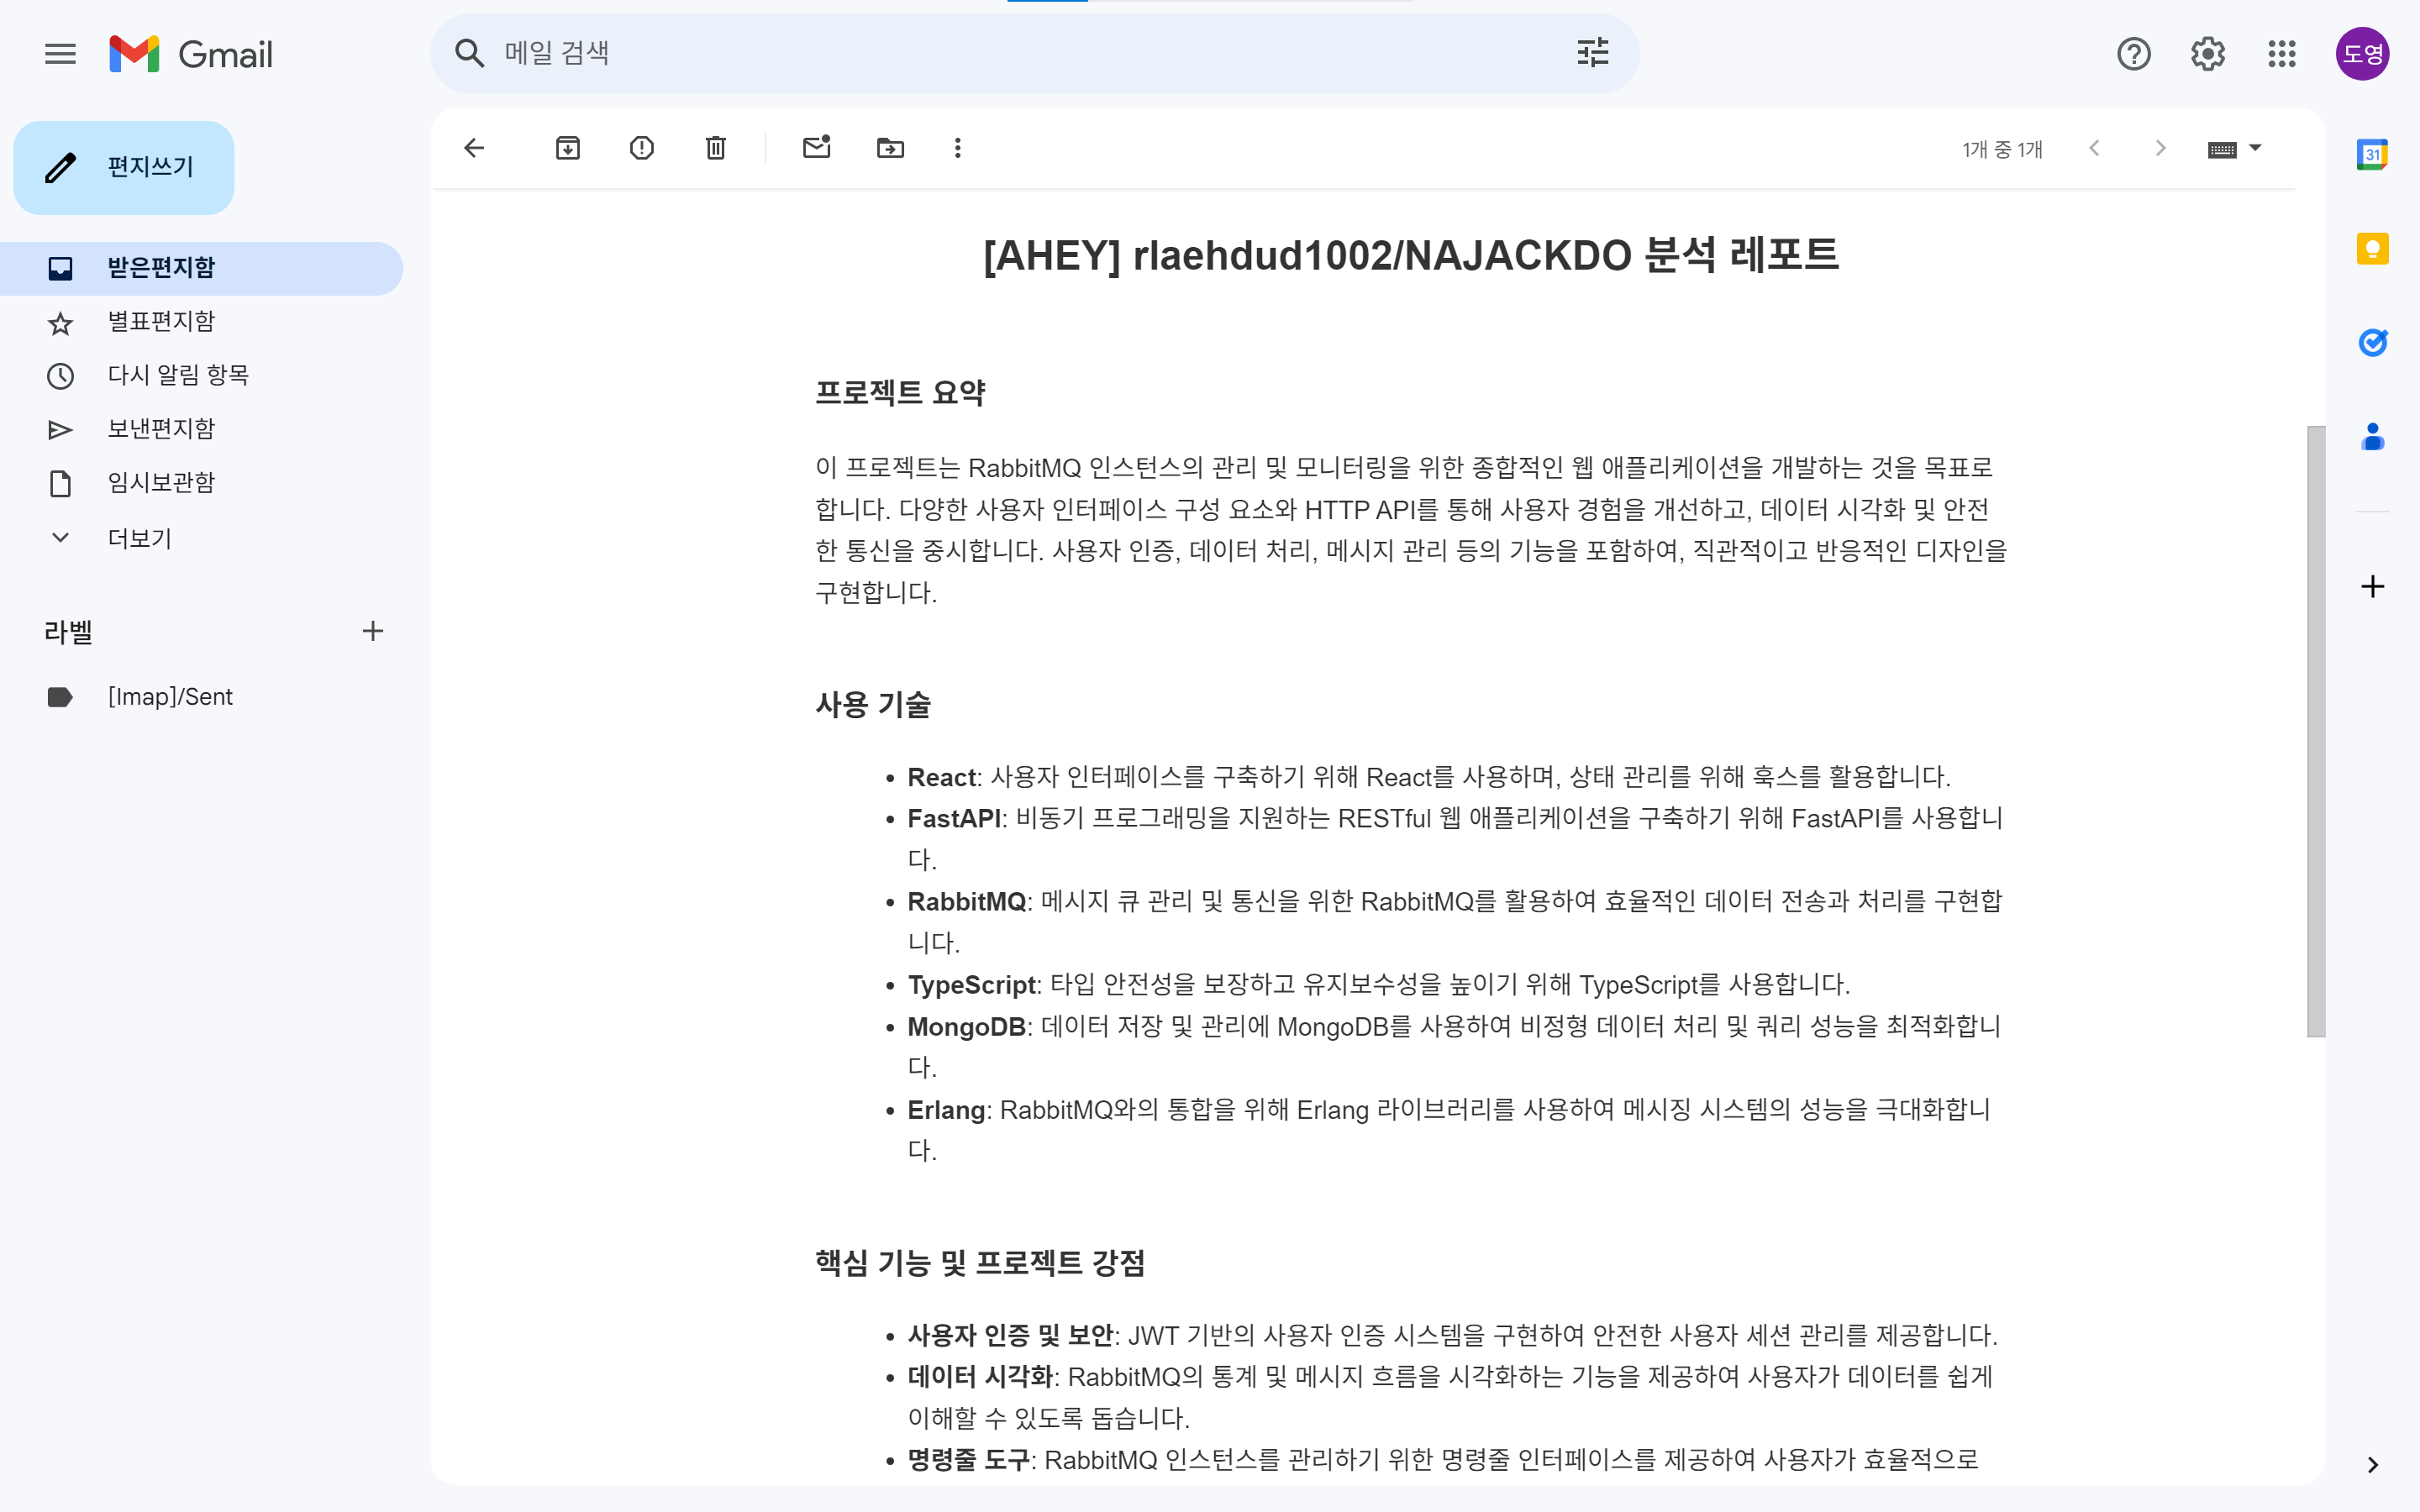 Gmail
메일 검색
도영
편지쓰기
받은편지함
별표편지함
다시 알림 항목
보낸편지함
임시보관함
더보기
라벨
[Imap]/Sent
1개 중 1개
31
[AHEY] rlaehdud1002/NAJACKDO 분석 레포트
프로젝트 요약
이 프로젝트는 RabbitMQ 인스턴스의 관리 및 모니터링을 위한 종합적인 웹 애플리케이션을 개발하는 것을 목표로
합니다. 다양한 사용자 인터페이스 구성 요소와 HTTP API를 통해 사용자 경험을 개선하고, 데이터 시각화 및 안전
한 통신을 중시합니다. 사용자 인증, 데이터 처리, 메시지 관리 등의 기능을 포함하여, 직관적이고 반응적인 디자인을
구현합니다.
사용 기술
• React: 사용자 인터페이스를 구축하기 위해 React를 사용하며, 상태 관리를 위해 훅스를 활용합니다.
• FastAPI: 비동기 프로그래밍을 지원하는 RESTful 웹 애플리케이션을 구축하기 위해 FastAPI를 사용합니
다.
• RabbitMQ: 메시지 큐 관리 및 통신을 위한 RabbitMQ를 활용하여 효율적인 데이터 전송과 처리를 구현합
니다.
• TypeScript: 타입 안전성을 보장하고 유지보수성을 높이기 위해 TypeScript를 사용합니다.
• MongoDB: 데이터 저장 및 관리에 MongoDB를 사용하여 비정형 데이터 처리 및 쿼리 성능을 최적화합니
다.
• Erlang: RabbitMQ와의 통합을 위해 Erlang 라이브러리를 사용하여 메시징 시스템의 성능을 극대화합니
다.
핵심 기능 및 프로젝트 강점
• 사용자 인증 및 보안: JWT 기반의 사용자 인증 시스템을 구현하여 안전한 사용자 세션 관리를 제공합니다.
• 데이터 시각화: RabbitMQ의 통계 및 메시지 흐름을 시각화하는 기능을 제공하여 사용자가 데이터를 쉽게
이해할 수 있도록 돕습니다.
• 명령줄 도구: RabbitMQ 인스턴스를 관리하기 위한 명령줄 인터페이스를 제공하여 사용자가 효율적으로